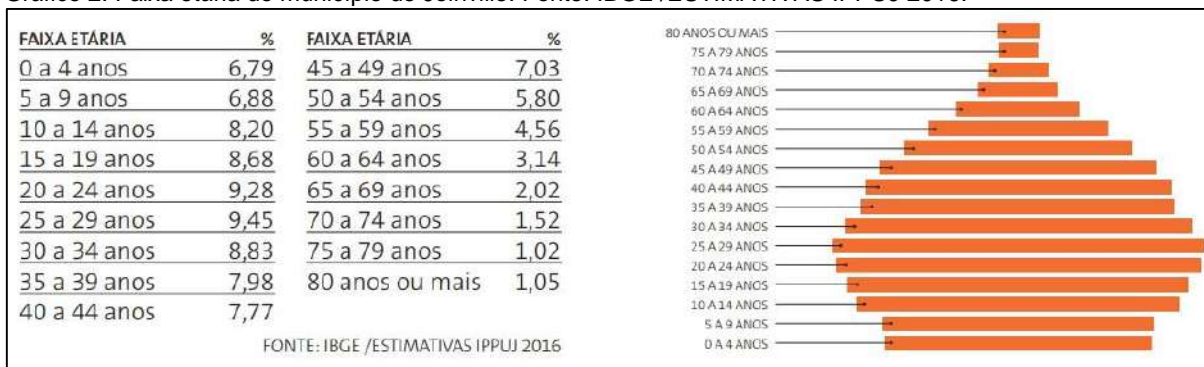 Gráfico 2: Faixa etária do município de Joinville. Fonte: IBGE / ESTIMATIVAS IPPUJ 2016.
FAIXA ETÁRIA %
0 a 4 anos 6,79
5 a 9 anos 6,88
10 a 14 anos 8,20
15 a 19 anos 8,68
20 a 24 anos 9,28
25 a 29 anos 9,45
30 a 34 anos 8,83
35 a 39 anos 7,98
40 a 44 anos 7,77
FAIXA ETÁRIA %
45 a 49 anos 7,03
50 a 54 anos 5,80
55 a 59 anos 4,56
60 a 64 anos 3,14
65 a 69 anos 2,02
70 a 74 anos 1,52
75 a 79 anos 1,02
80 anos ou mais 1,05
FONTE: IBGE /ESTIMATIVAS IPPUJ 2016
80 ANOS OU MAIS
75 A 79 ANOS
70 A 74 ANOS
65 A 69 ANOS
60 A 64 ANOS
55 A 59 ANOS
50 A 54 ANOS
45 A 49 ANOS
40 A 44 ANOS
35 A 39 ANOS
30 A 34 ANOS
25 A 29 ANOS
20 A 24 ANOS
15 A 19 ANOS
10 A 14 ANOS
5 A 9 ANOS
0 A 4 ANOS